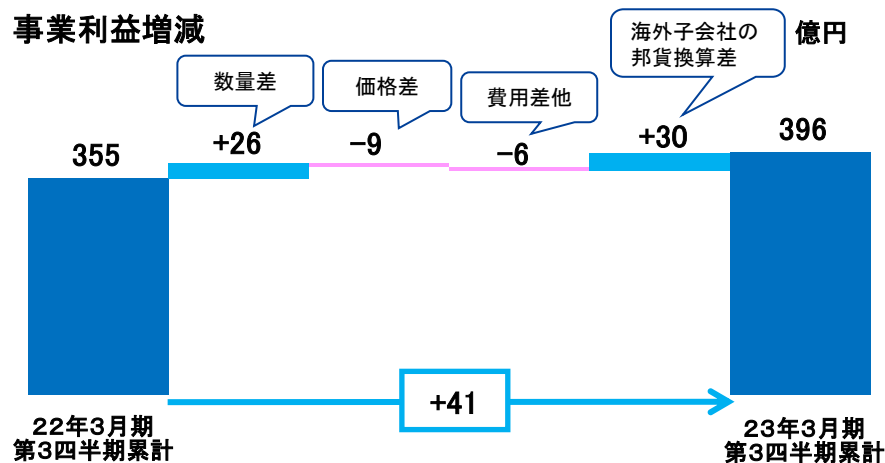 事業利益増減
億円
数量差
価格差
費用差他
海外子会社の
邦貨換算差
355
+26
−9
−6
+30
396
+41
22年3月期
第3四半期累計
23年3月期
第3四半期累計